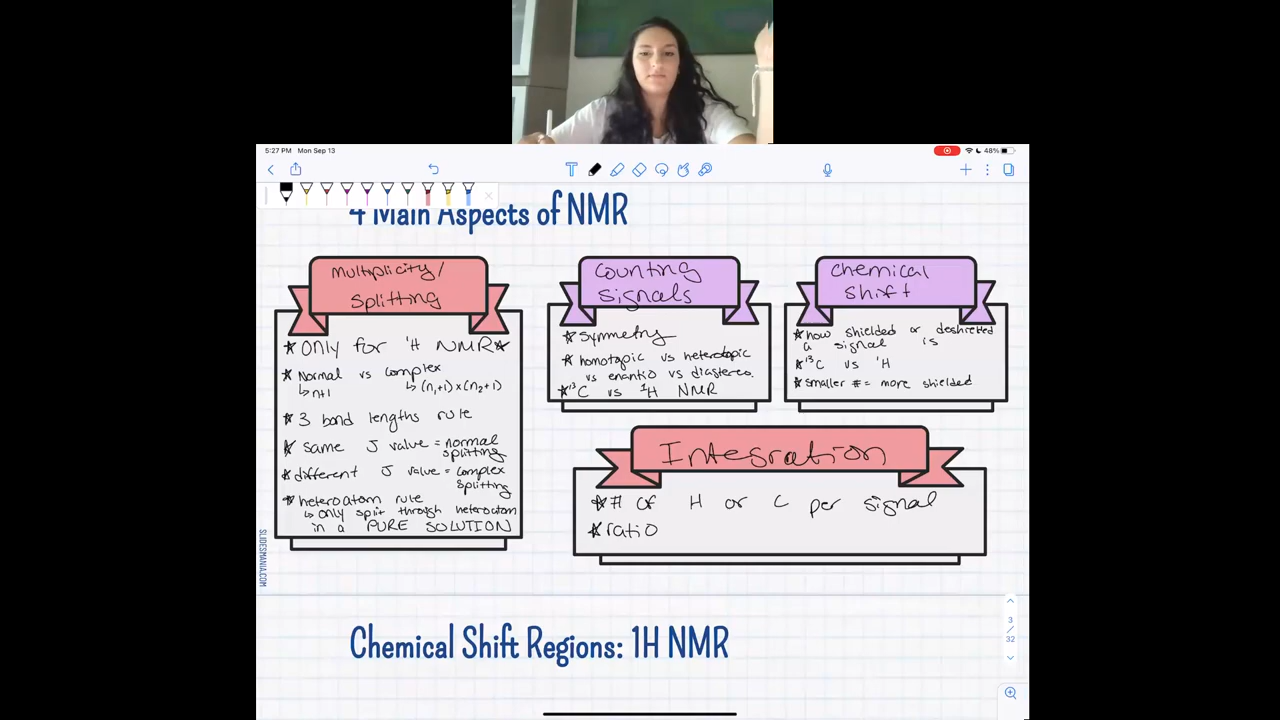 5:27 PM Mon Sep 13
48%
T
4 Main Aspects of NMR
Multiplicity/
Splitting
☆ Only for ¹H NMR☆
☆ Normal vs complex
↳ n+1 ↳ (n₁+1)x(n₂+1)
☆ 3 bond lengths rule
☆ same J value = normal
splitting
☆ different J value = complex
splitting
☆ heteroatom rule
↳ only split through heteroatom
in a PURE SOLUTION
Counting
signals
☆ symmetry
☆ homotopic vs heterotopic
vs enantio vs diastereo.
☆ ¹³C vs ¹H NMR
Chemical
shift
☆ how shielded or deshielded
a signal is
☆ ¹³C vs ¹H
☆ smaller # = more shielded
Integration
☆ # of H or C per signal
☆ ratio
SLIDESMANIA.COM
Chemical Shift Regions: 1H NMR
3
/
32